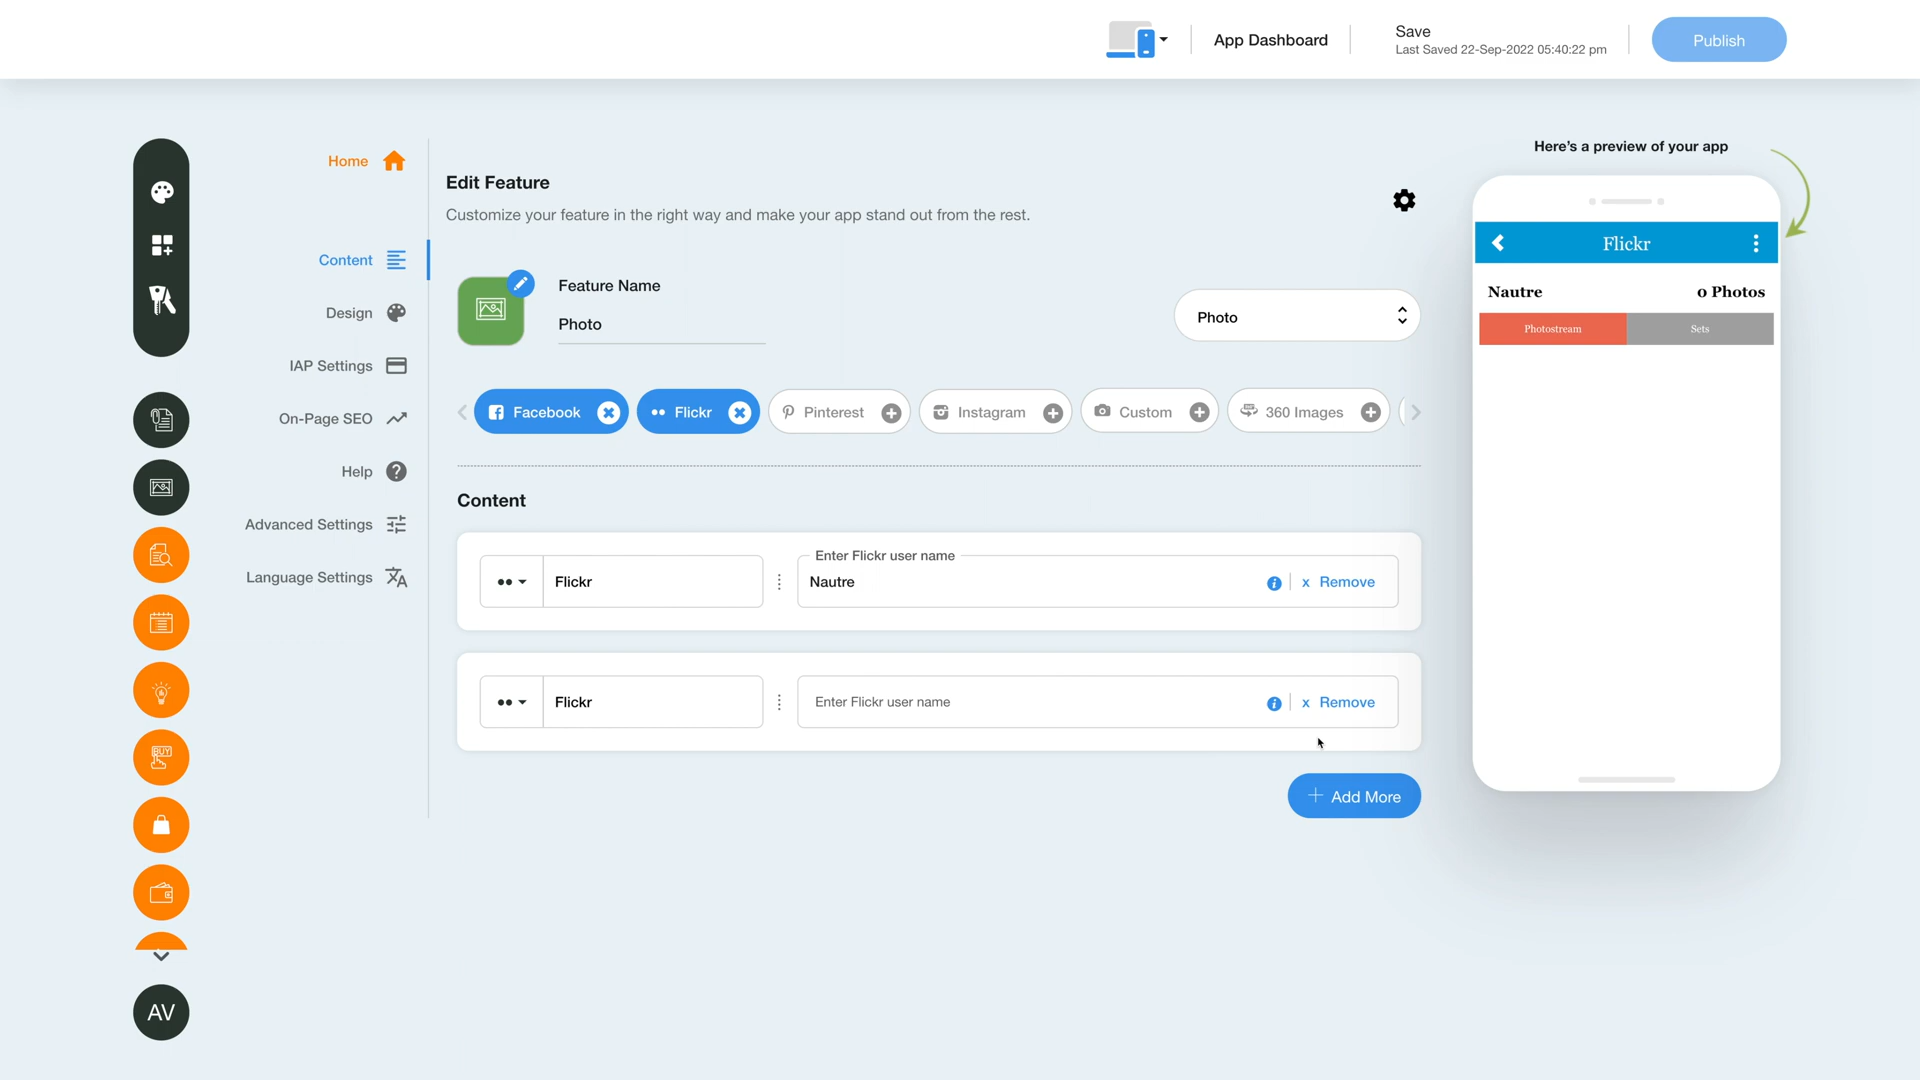 App Dashboard
Save
Last Saved 22-Sep-2022 05:40:22 pm
Publish
Home
Content
Design
IAP Settings
On-Page SEO
Help
Advanced Settings
Language Settings
AV
Edit Feature
Customize your feature in the right way and make your app stand out from the rest.
Feature Name
Photo
Photo
Facebook
Flickr
Pinterest
Instagram
Custom
360 Images
Content
Flickr
Enter Flickr user name
Nautre
x Remove
Flickr
Enter Flickr user name
x Remove
+ Add More
Here's a preview of your app
Flickr
Nautre
0 Photos
Photostream
Sets
BUY